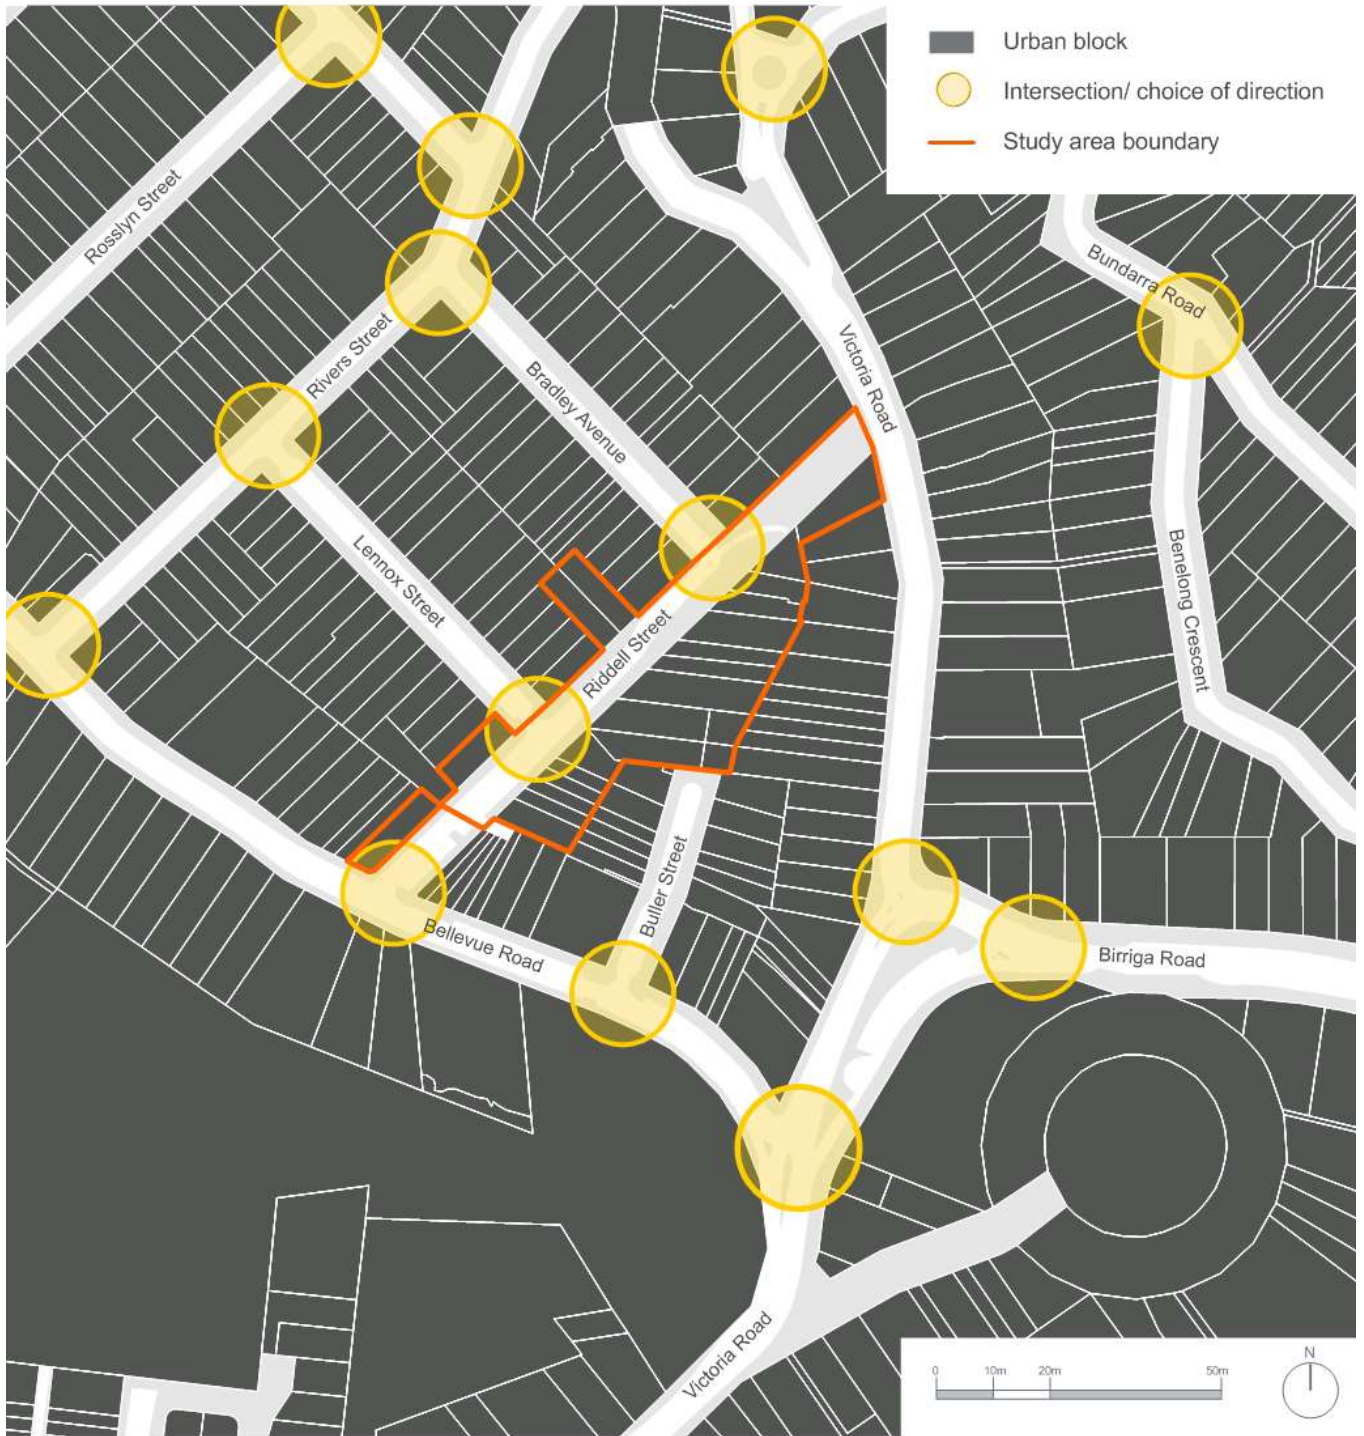 Urban block
Intersection/ choice of direction
Study area boundary
Rosslyn Street
Bundarra Road
Rivers Street
Victoria Road
Bradley Avenue
Lennox Street
Benelong Crescent
Riddell Street
Buller Street
Bellevue Road
Birriga Road
Victoria Road
0 10m 20m 50m
N